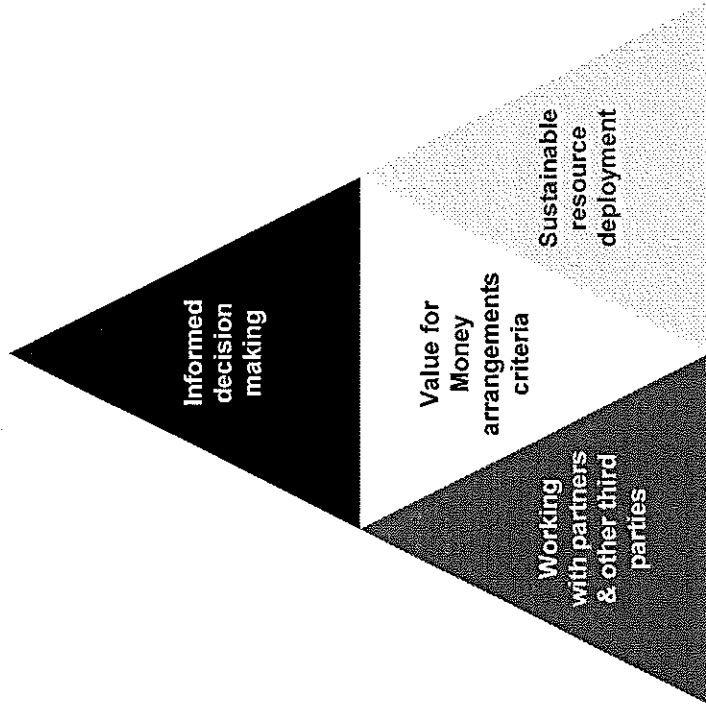 Informed
decision
making
Value for
Money
arrangements
criteria
Working
with partners
& other third
parties
Sustainable
resource
deployment